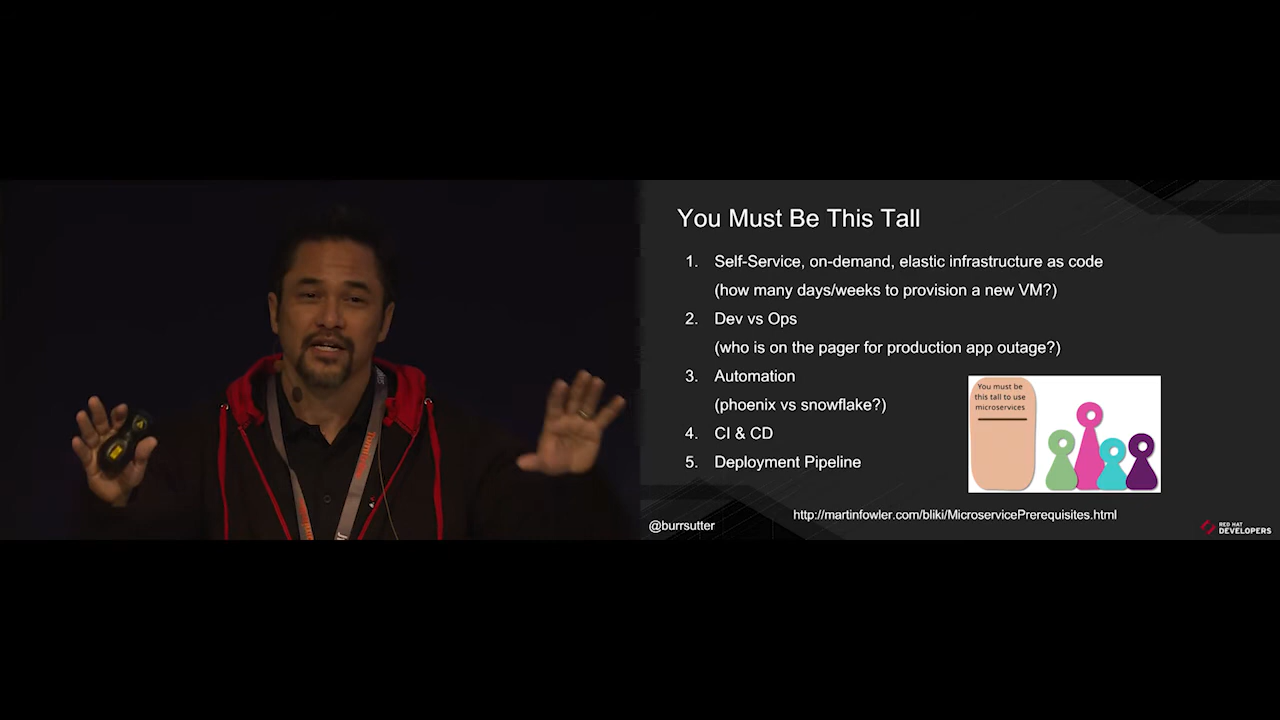 You Must Be This Tall
1. Self-Service, on-demand, elastic infrastructure as code
(how many days/weeks to provision a new VM?)
2. Dev vs Ops
(who is on the pager for production app outage?)
3. Automation
(phoenix vs snowflake?)
4. CI & CD
5. Deployment Pipeline
You must be
this tall to use
microservices
http://martinfowler.com/bliki/MicroservicePrerequisites.html
@burrsutter
RED HAT
DEVELOPERS